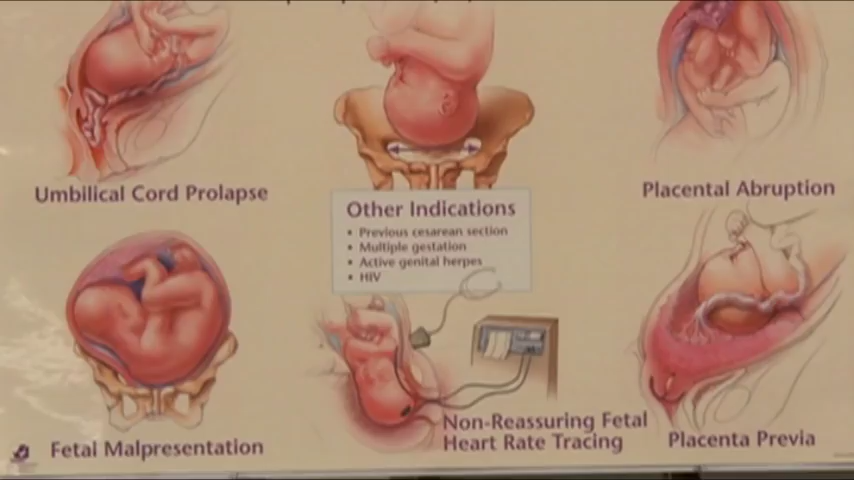 Umbilical Cord Prolapse
Placental Abruption
Other Indications
• Previous cesarean section
• Multiple gestation
• Active genital herpes
• HIV
Fetal Malpresentation
Non-Reassuring Fetal
Heart Rate Tracing
Placenta Previa